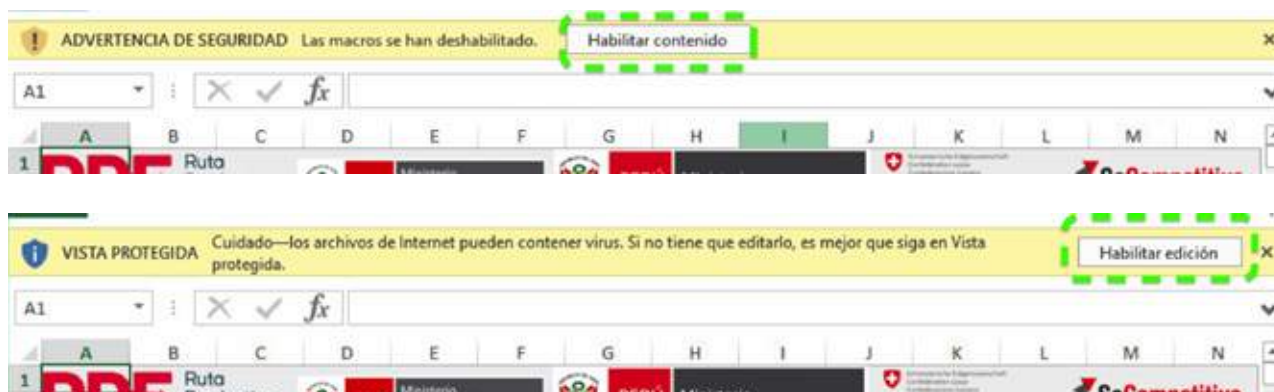 ADVERTENCIA DE SEGURIDAD Las macros se han deshabilitado. Habilitar contenido
A1 fx
A B C D E F G H I J K L M N
1 Ruta
VISTA PROTEGIDA Cuidado—los archivos de Internet pueden contener virus. Si no tiene que editarlo, es mejor que siga en Vista
protegida. Habilitar edición
A1 fx
A B C D E F G H I J K L M N
1 Ruta